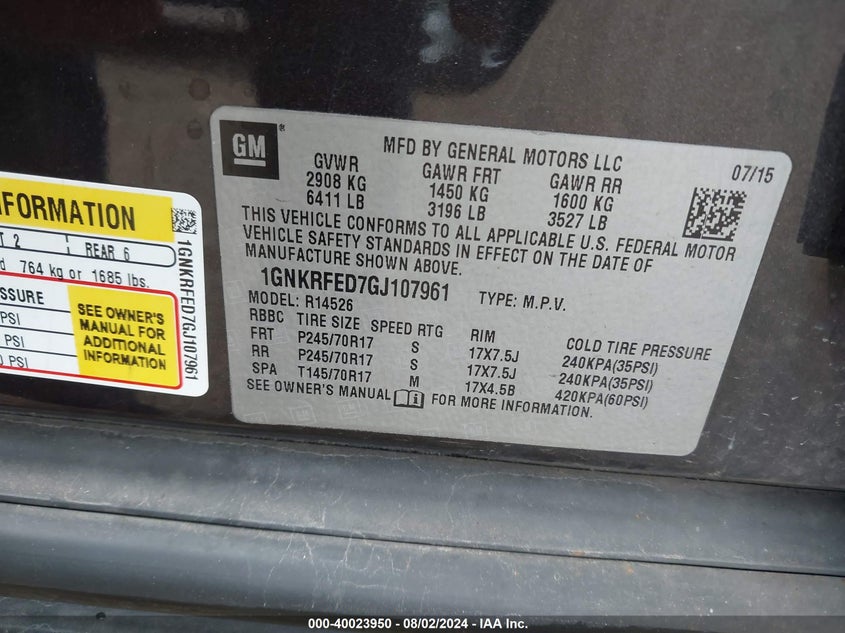 GM
®
MFD BY GENERAL MOTORS LLC
07/15
GVWR GAWR FRT GAWR RR
2908 KG 1450 KG 1600 KG
6411 LB 3196 LB 3527 LB
THIS VEHICLE CONFORMS TO ALL APPLICABLE U.S. FEDERAL MOTOR
VEHICLE SAFETY STANDARDS IN EFFECT ON THE DATE OF
MANUFACTURE SHOWN ABOVE.
1GNKRFED7GJ107961 TYPE: M.P.V.
MODEL: R14526
RBBC TIRE SIZE SPEED RTG RIM COLD TIRE PRESSURE
FRT P245/70R17 S 17X7.5J 240KPA(35PSI)
RR P245/70R17 S 17X7.5J 240KPA(35PSI)
SPA T145/70R17 M 17X4.5B 420KPA(60PSI)
SEE OWNER'S MANUAL FOR MORE INFORMATION.
NFORMATION
T 2 REAR 6
d 764 kg or 1685 lbs.
SSURE
PSI
PSI
0 PSI
SEE OWNER'S
MANUAL FOR
ADDITIONAL
INFORMATION
1GNKRFED7GJ107961
000-40023950 - 08/02/2024 - IAA Inc.